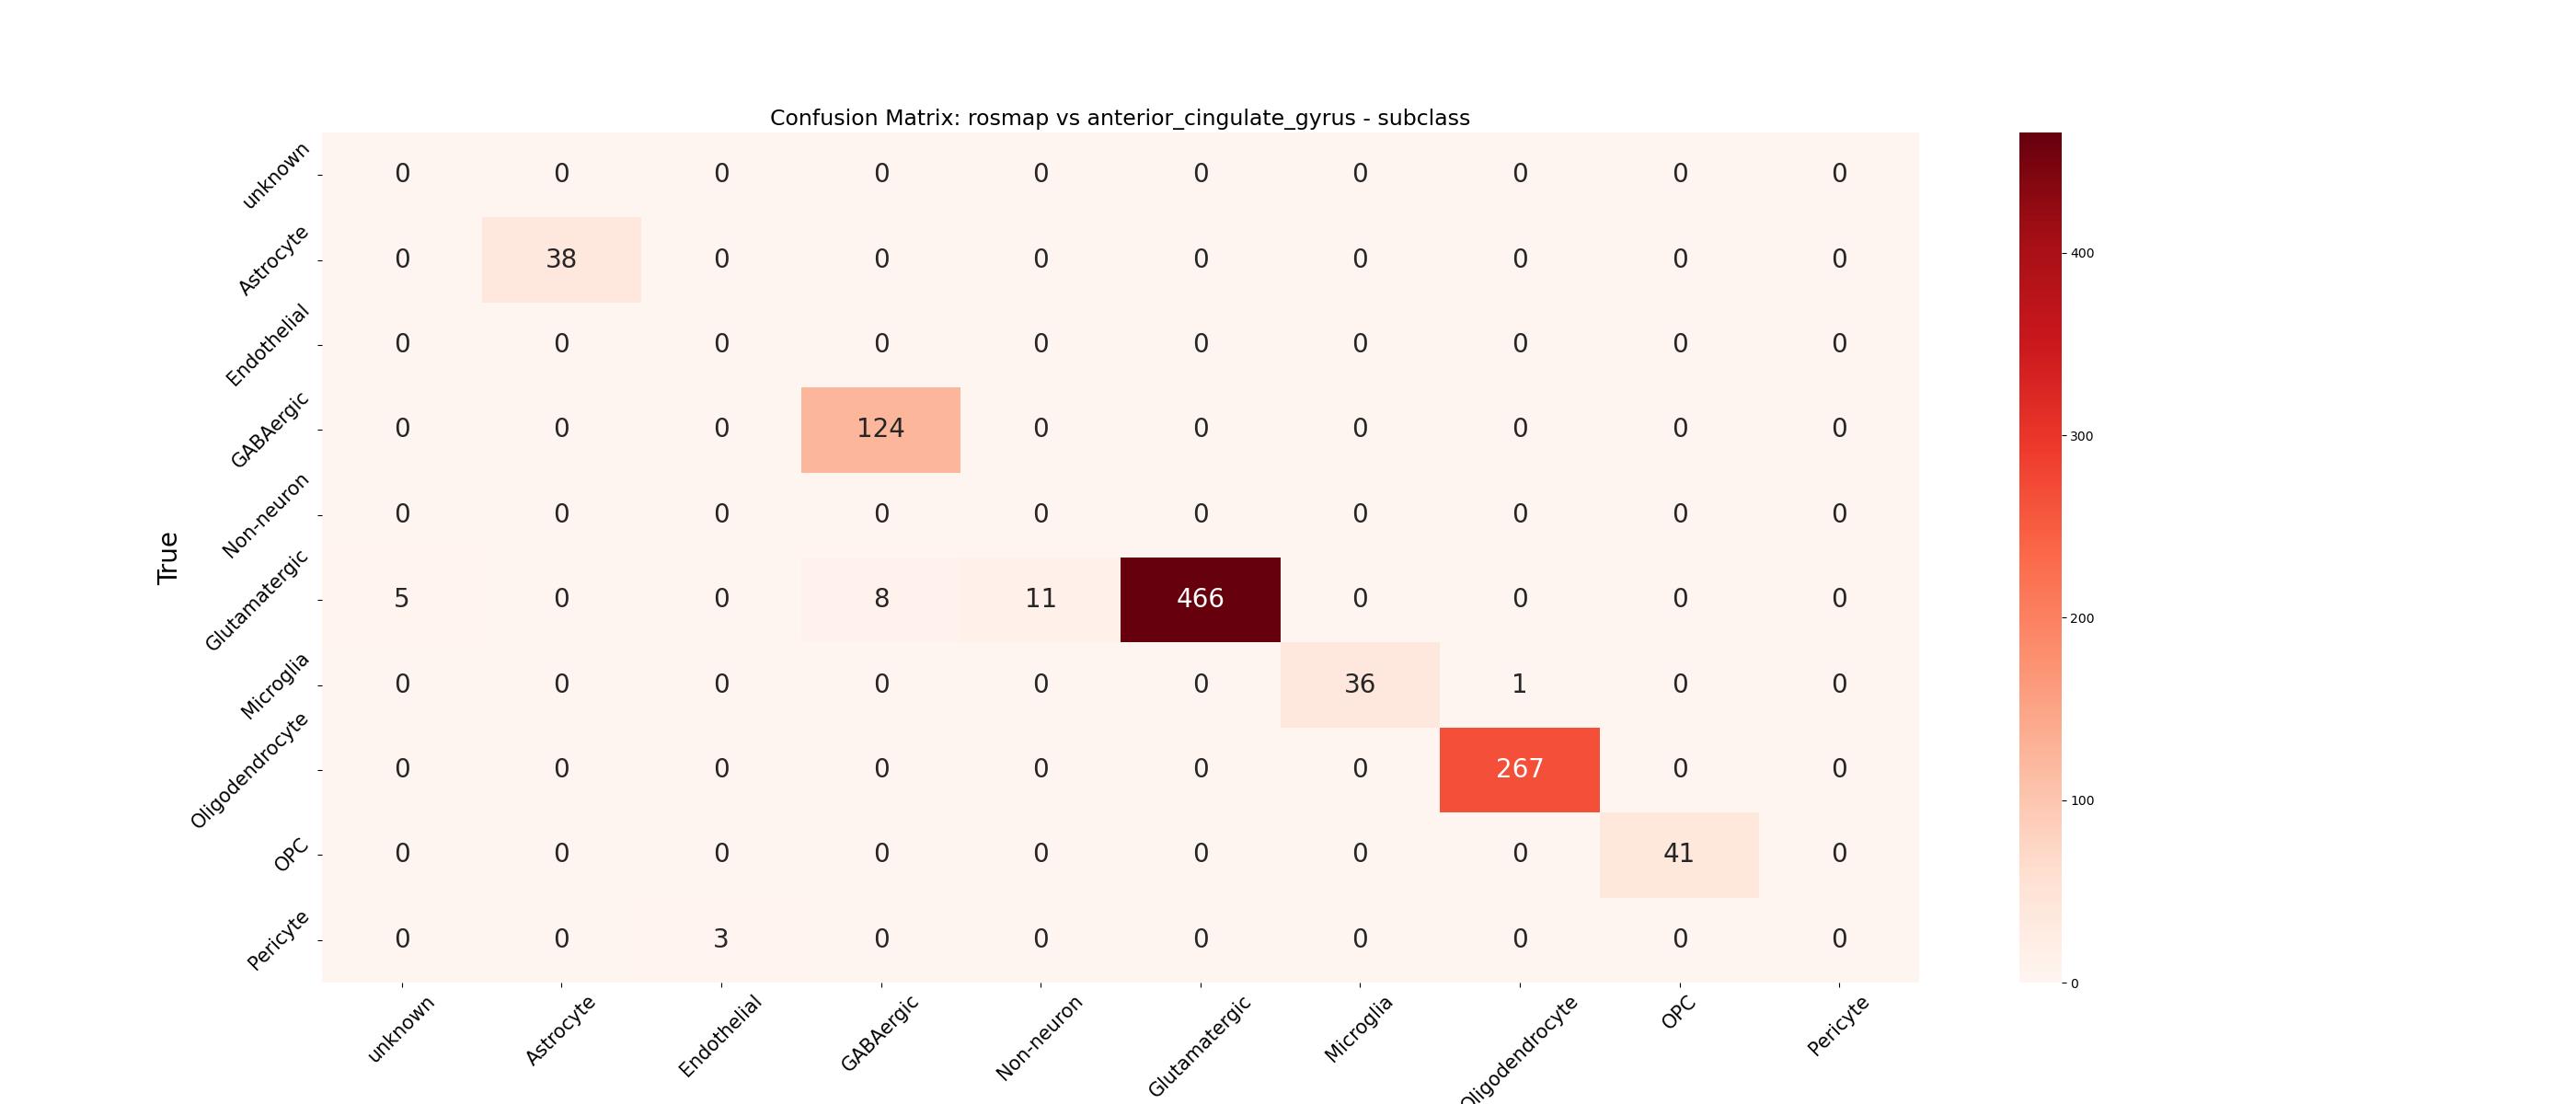 Confusion Matrix: rosmap vs anterior_cingulate_gyrus - subclass
True
unknown 0 0 0 0 0 0 0 0 0 0
Astrocyte 0 38 0 0 0 0 0 0 0 0
Endothelial 0 0 0 0 0 0 0 0 0 0
GABAergic 0 0 0 124 0 0 0 0 0 0
Non-neuron 0 0 0 0 0 0 0 0 0 0
Glutamatergic 5 0 0 8 11 466 0 0 0 0
Microglia 0 0 0 0 0 0 36 1 0 0
Oligodendrocyte 0 0 0 0 0 0 0 267 0 0
OPC 0 0 0 0 0 0 0 0 41 0
Pericyte 0 0 3 0 0 0 0 0 0 0
unknown Astrocyte Endothelial GABAergic Non-neuron Glutamatergic Microglia Oligodendrocyte OPC Pericyte
400
300
200
100
0